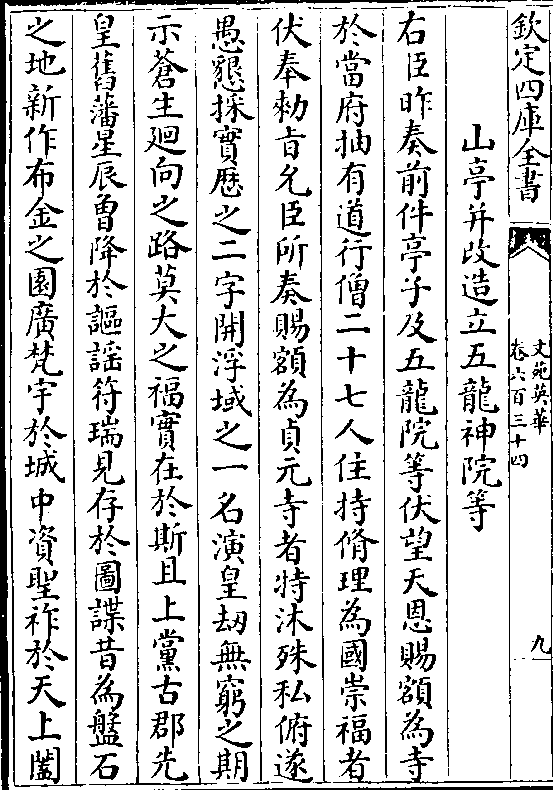 欽定四庫全書
文苑英華
卷六百三十四
九
山亭并改造立五龍神院等
右臣昨奏前件亭子及五龍院等伏望天恩賜額為寺
於當府抽有道行僧二十七人住持脩理為國崇福者
伏奉勑㫖允臣所奏賜額為貞元寺者特沐殊私俯遂
愚懇採寳厯之二字開浮域之一名演皇刼無窮之期
示蒼生廻向之路莫大之福實在於斯且上黨古郡先
皇舊藩星辰曾降於謳謡符瑞見存於圖諜昔為盤石
之地新作布金之園廣梵宇於城中資聖祚於天上闔